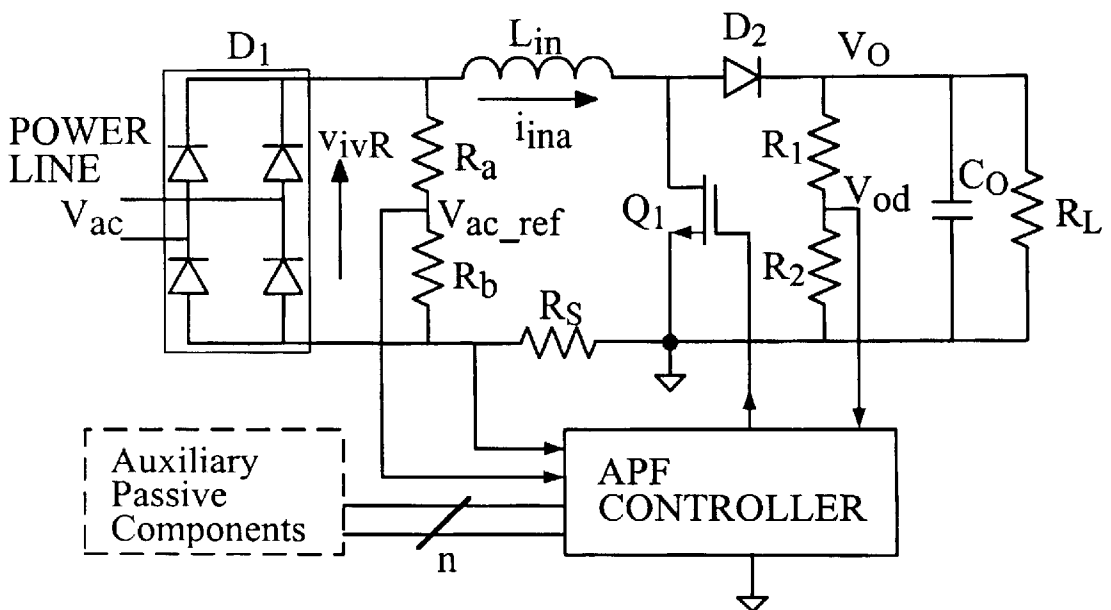 D1
Lin
D2
VO
POWER
LINE
Vac
vivR
iina
Ra
Vac_ref
Rb
Q1
R1
Vod
R2
CO
RL
RS
Auxiliary
Passive
Components
n
APF
CONTROLLER